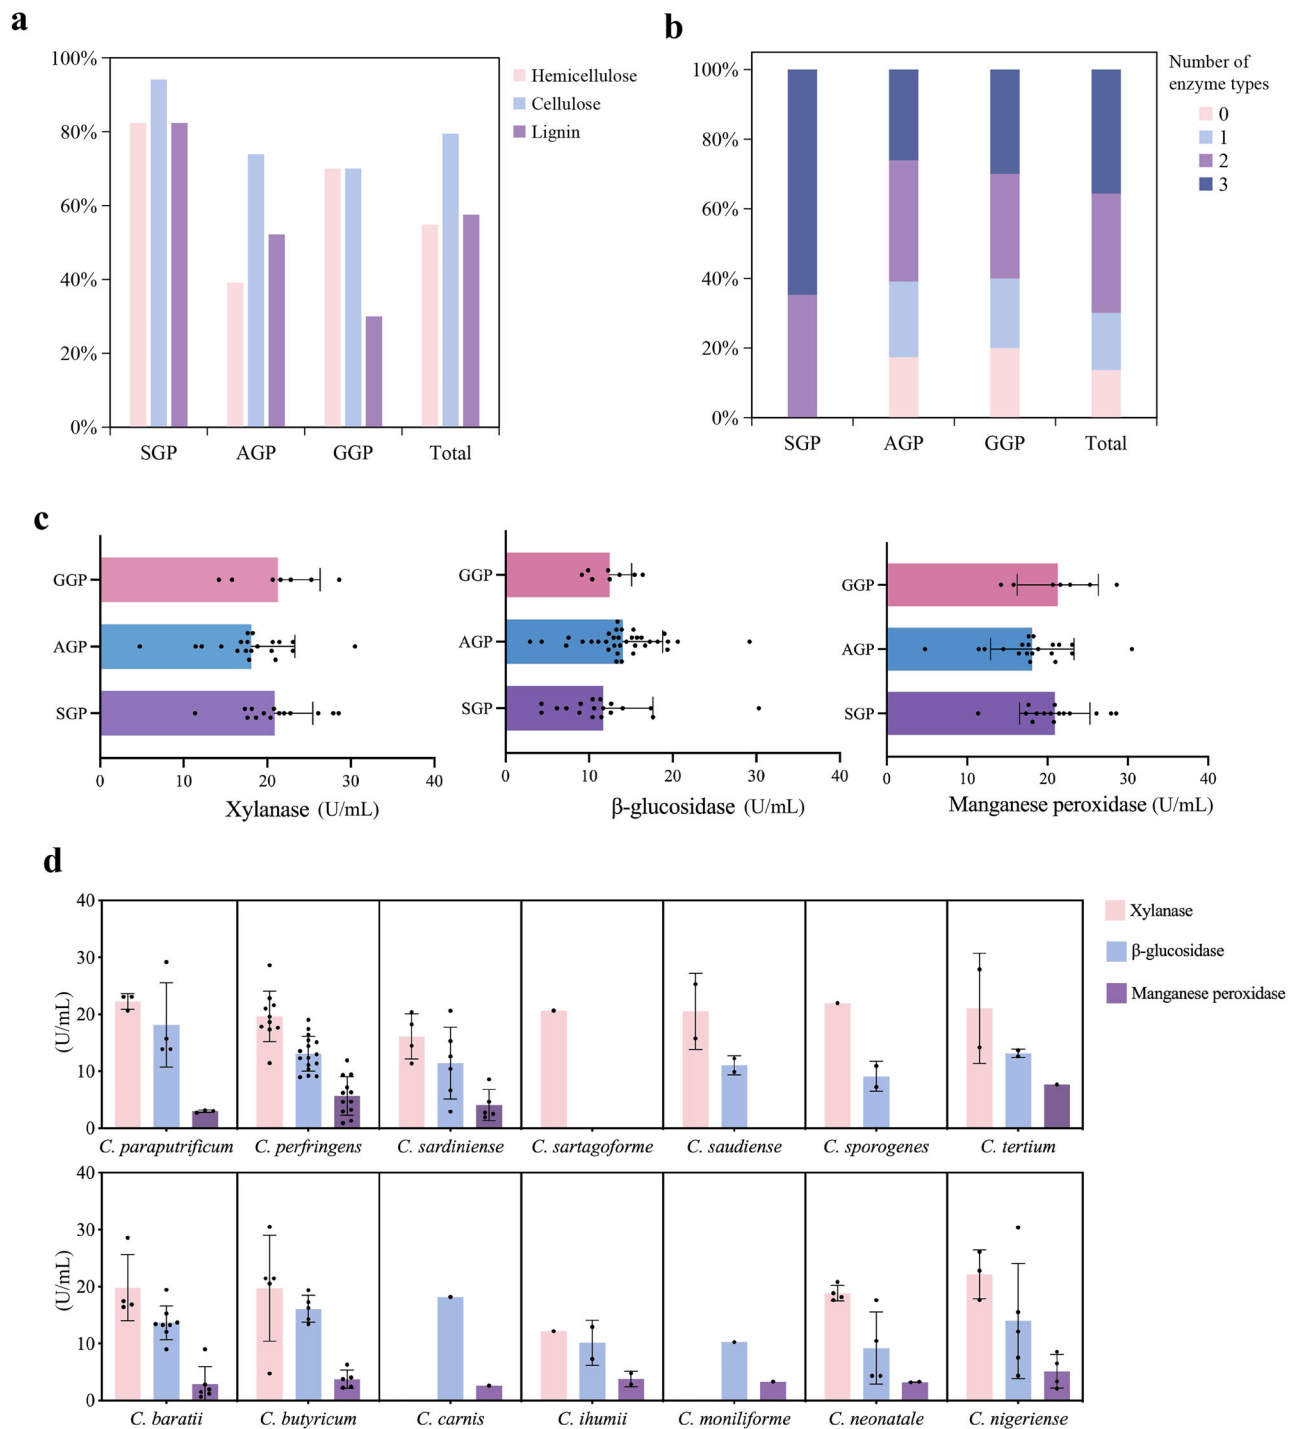 a
100%
80%
60%
40%
20%
0%
SGP AGP GGP Total
Hemicellulose
Cellulose
Lignin
b
100%
80%
60%
40%
20%
0%
SGP AGP GGP Total
Number of
enzyme types
0
1
2
3
c
GGP
AGP
SGP
0 10 20 30 40
Xylanase (U/mL)
GGP
AGP
SGP
0 10 20 30 40
β-glucosidase (U/mL)
GGP
AGP
SGP
0 10 20 30 40
Manganese peroxidase (U/mL)
d
40
30
20
10
0
(U/mL)
C. paraputrificum C. perfringens C. sardiniense C. sartagoforme C. saudiense C. sporogenes C. tertium
Xylanase
β-glucosidase
Manganese peroxidase
40
30
20
10
0
(U/mL)
C. baratii C. butyricum C. carnis C. ihumii C. moniliforme C. neonatale C. nigeriense